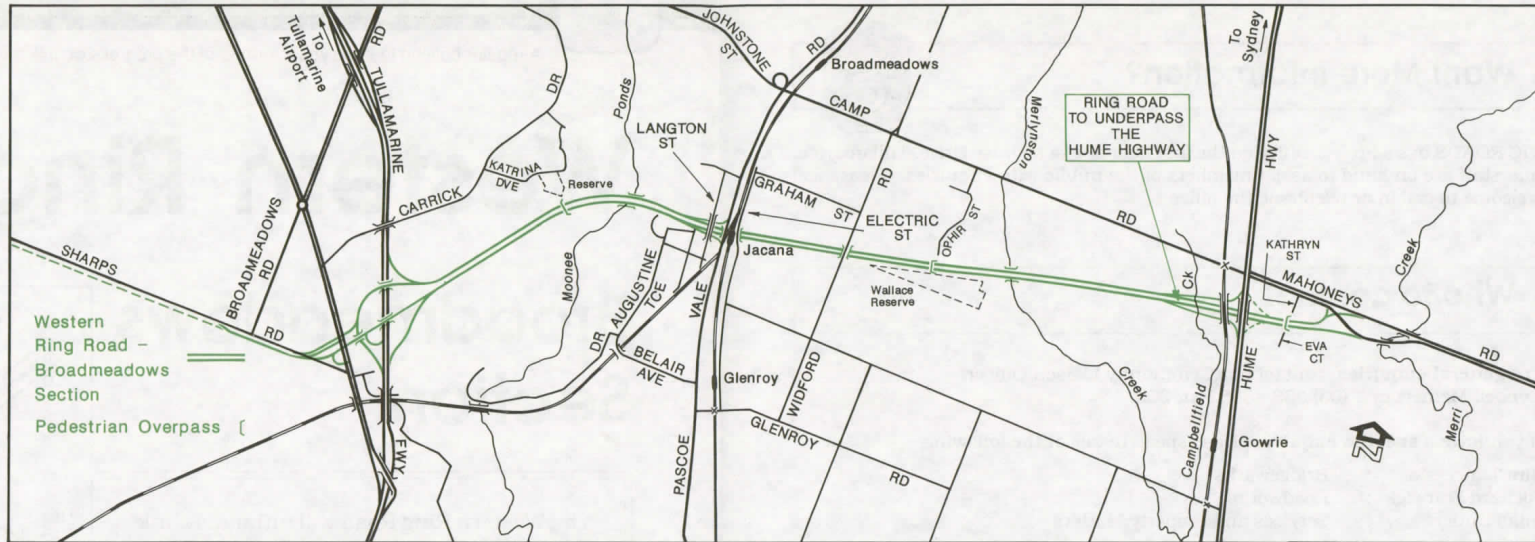 To
Tullamarine
Airport
RD
TULLAMARINE
FWY
BROADMEADOWS
RD
SHARPS
RD
CARRICK
DR
KATRINA
DVE
Reserve
Moonee
Ponds
LANGTON
ST
JOHNSTONE
ST
RD
Broadmeadows
CAMP
RD
GRAHAM
ST
ELECTRIC
ST
Jacana
AUGUSTINE
TCE
DR
BELAIR
AVE
VALE
PASCOE
Glenroy
GLENROY
RD
WIDFORD
OPHIR
ST
Wallace
Reserve
Merlynston
Creek
RING ROAD
TO UNDERPASS
THE
HUME HIGHWAY
To
Sydney
HWY
HUME
RD
MAHONEYS
RD
KATHRYN
ST
EVA
CT
Campbellfield
Ck
Gowrie
Merri
Creek
N
Western
Ring Road –
Broadmeadows
Section
Pedestrian Overpass